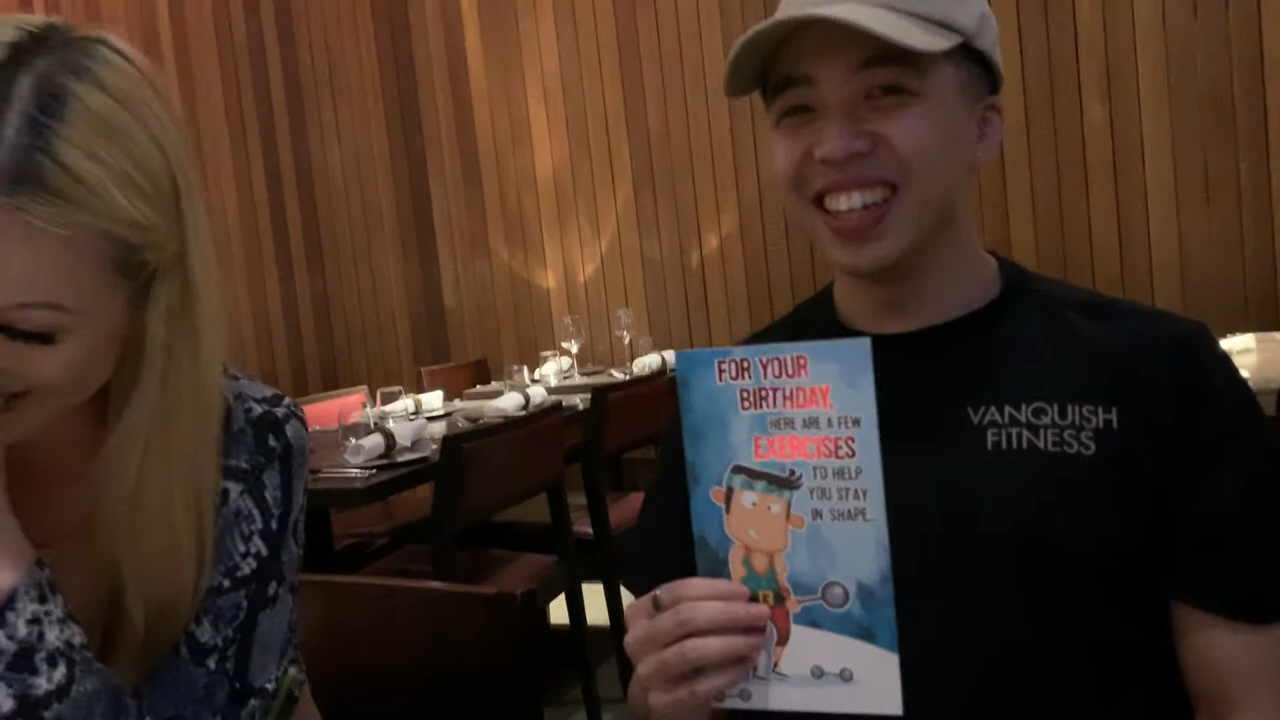 FOR YOUR
BIRTHDAY,
HERE ARE A FEW
EXERCISES
TO HELP
YOU STAY
IN SHAPE...
VANQUISH
FITNESS